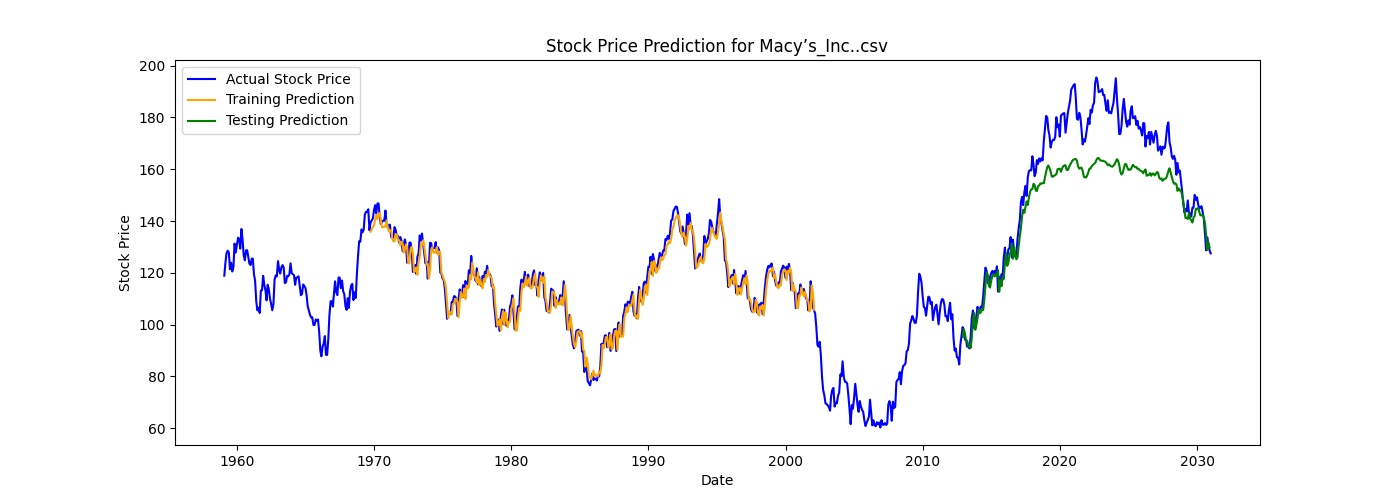 Stock Price Prediction for Macy’s_Inc..csv
200
180
160
140
120
100
80
60
Stock Price
Actual Stock Price
Training Prediction
Testing Prediction
1960 1970 1980 1990 2000 2010 2020 2030
Date